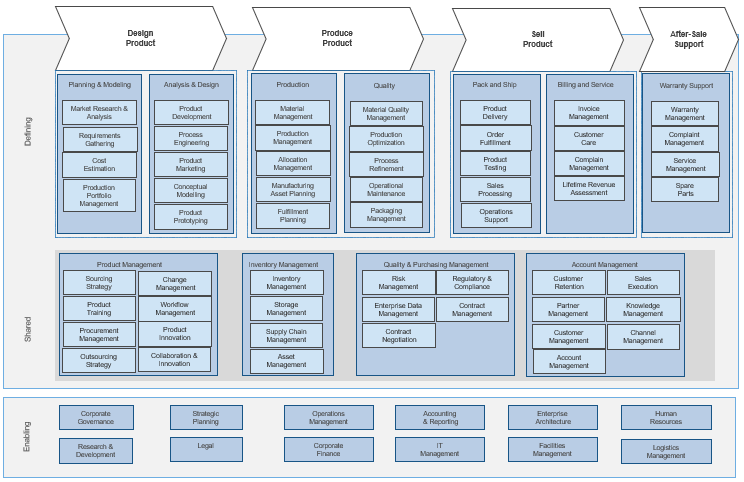 Design
Product
Produce
Product
Sell
Product
After-Sale
Support
Defining
Planning & Modeling
Market Research &
Analysis
Requirements
Gathering
Cost
Estimation
Production
Portfolio
Management
Analysis & Design
Product
Development
Process
Engineering
Product
Marketing
Conceptual
Modelling
Product
Prototyping
Production
Material
Management
Production
Management
Allocation
Management
Manufacturing
Asset Planning
Fulfillment
Planning
Quality
Material Quality
Management
Production
Optimization
Process
Refinement
Operational
Maintenance
Packaging
Management
Pack and Ship
Product
Delivery
Order
Fulfillment
Product
Testing
Sales
Processing
Operations
Support
Billing and Service
Invoice
Management
Customer
Care
Complain
Management
Lifetime Revenue
Assessment
Warranty Support
Warranty
Management
Complaint
Management
Service
Management
Spare
Parts
Shared
Product Management
Sourcing
Strategy
Change
Management
Product
Training
Workflow
Management
Procurement
Management
Product
Innovation
Outsourcing
Strategy
Collaboration &
Innovation
Inventory Management
Inventory
Management
Storage
Management
Supply Chain
Management
Asset
Management
Quality & Purchasing Management
Risk
Management
Regulatory &
Compliance
Enterprise Data
Management
Contract
Management
Contract
Negotiation
Account Management
Customer
Retention
Sales
Execution
Partner
Management
Knowledge
Management
Customer
Management
Channel
Management
Account
Management
Enabling
Corporate
Governance
Strategic
Planning
Operations
Management
Accounting
& Reporting
Enterprise
Architecture
Human
Resources
Research &
Development
Legal
Corporate
Finance
IT
Management
Facilities
Management
Logistics
Management